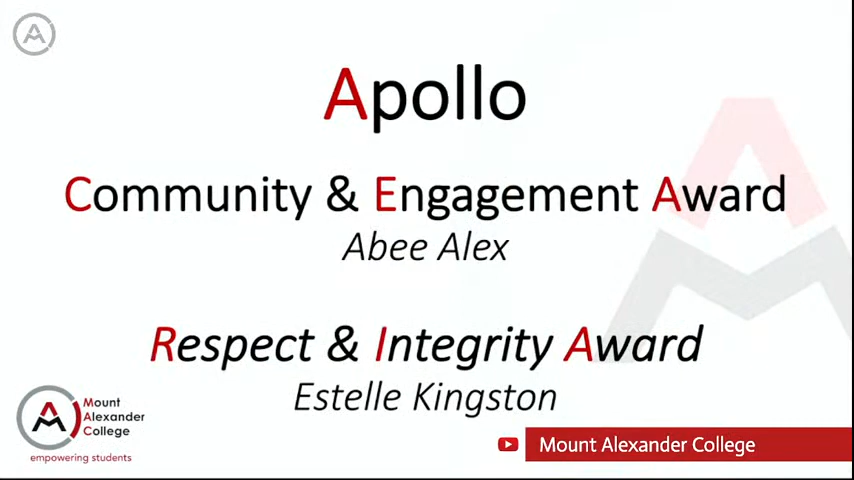 Apollo
Community & Engagement Award
Abee Alex
Respect & Integrity Award
Estelle Kingston
Mount
Alexander
College
empowering students
Mount Alexander College